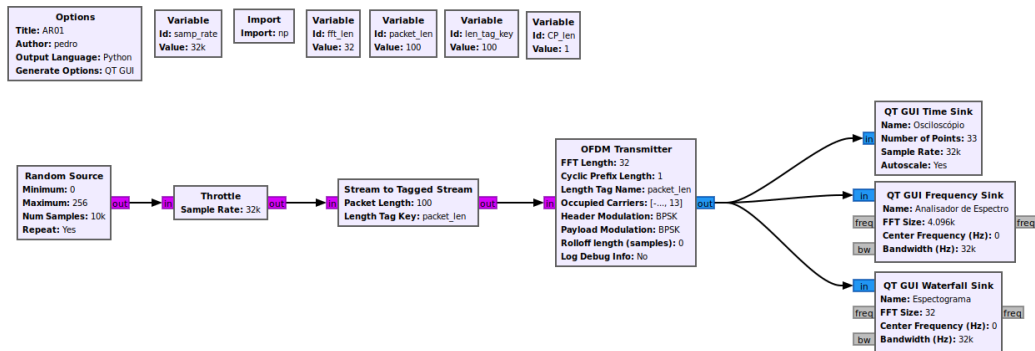 Options
Title: AR01
Author: pedro
Output Language: Python
Generate Options: QT GUI
Variable
Id: samp_rate
Value: 32k
Import
Import: np
Variable
Id: fft_len
Value: 32
Variable
Id: packet_len
Value: 100
Variable
Id: len_tag_key
Value: 100
Variable
Id: CP_len
Value: 1
Random Source
Minimum: 0
Maximum: 256
Num Samples: 10k
Repeat: Yes
out
in
Throttle
Sample Rate: 32k
out
in
Stream to Tagged Stream
Packet Length: 100
Length Tag Key: packet_len
out
in
OFDM Transmitter
FFT Length: 32
Cyclic Prefix Length: 1
Length Tag Name: packet_len
Occupied Carriers: [-..., 13]
Header Modulation: BPSK
Payload Modulation: BPSK
Rolloff length (samples): 0
Log Debug Info: No
out
in
QT GUI Time Sink
Name: Osciloscópio
Number of Points: 33
Sample Rate: 32k
Autoscale: Yes
in
freq
bw
QT GUI Frequency Sink
Name: Analisador de Espectro
FFT Size: 4.096k
Center Frequency (Hz): 0
Bandwidth (Hz): 32k
freq
in
freq
bw
QT GUI Waterfall Sink
Name: Espectograma
FFT Size: 32
Center Frequency (Hz): 0
Bandwidth (Hz): 32k
freq